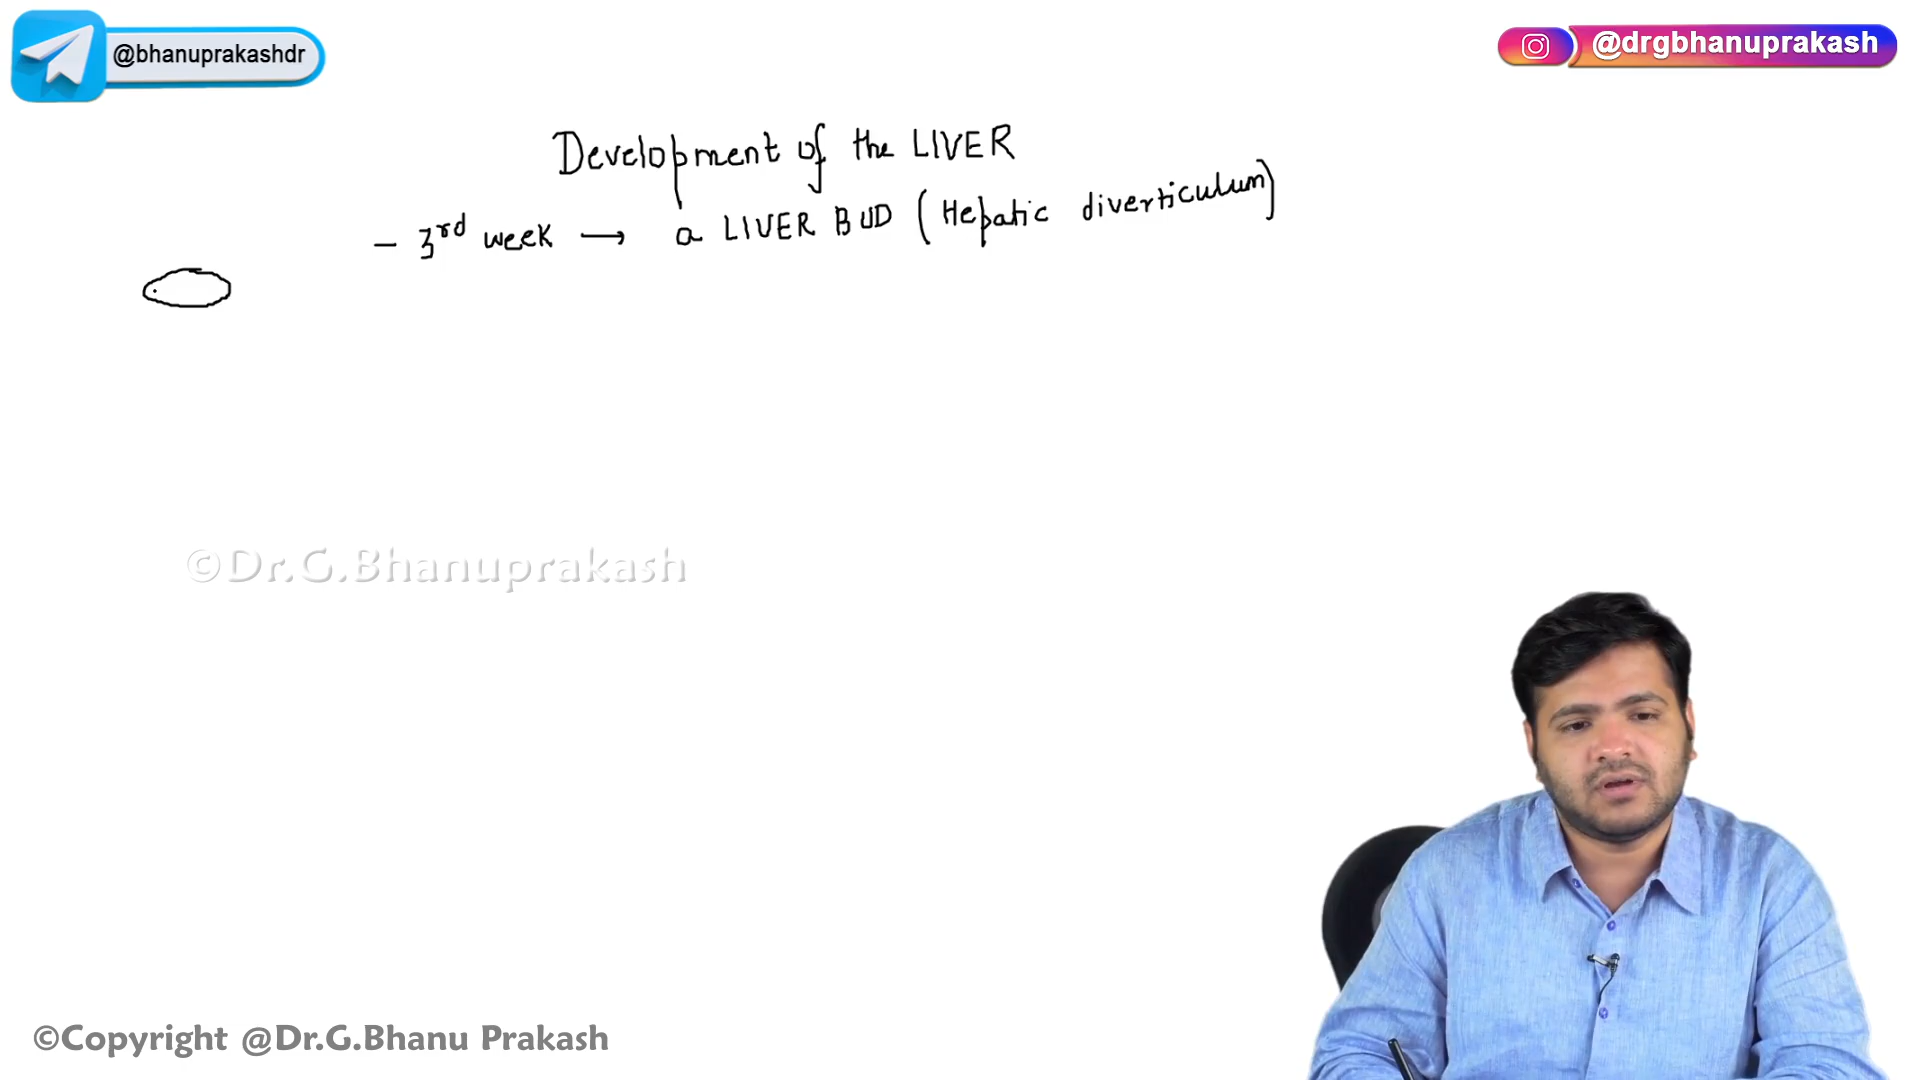 @bhanuprakashdr
@drgbhanuprakash
Development of the LIVER
- 3rd week → a LIVER BUD (Hepatic diverticulum)
©Dr.G.Bhanuprakash
©Copyright @Dr.G.Bhanu Prakash